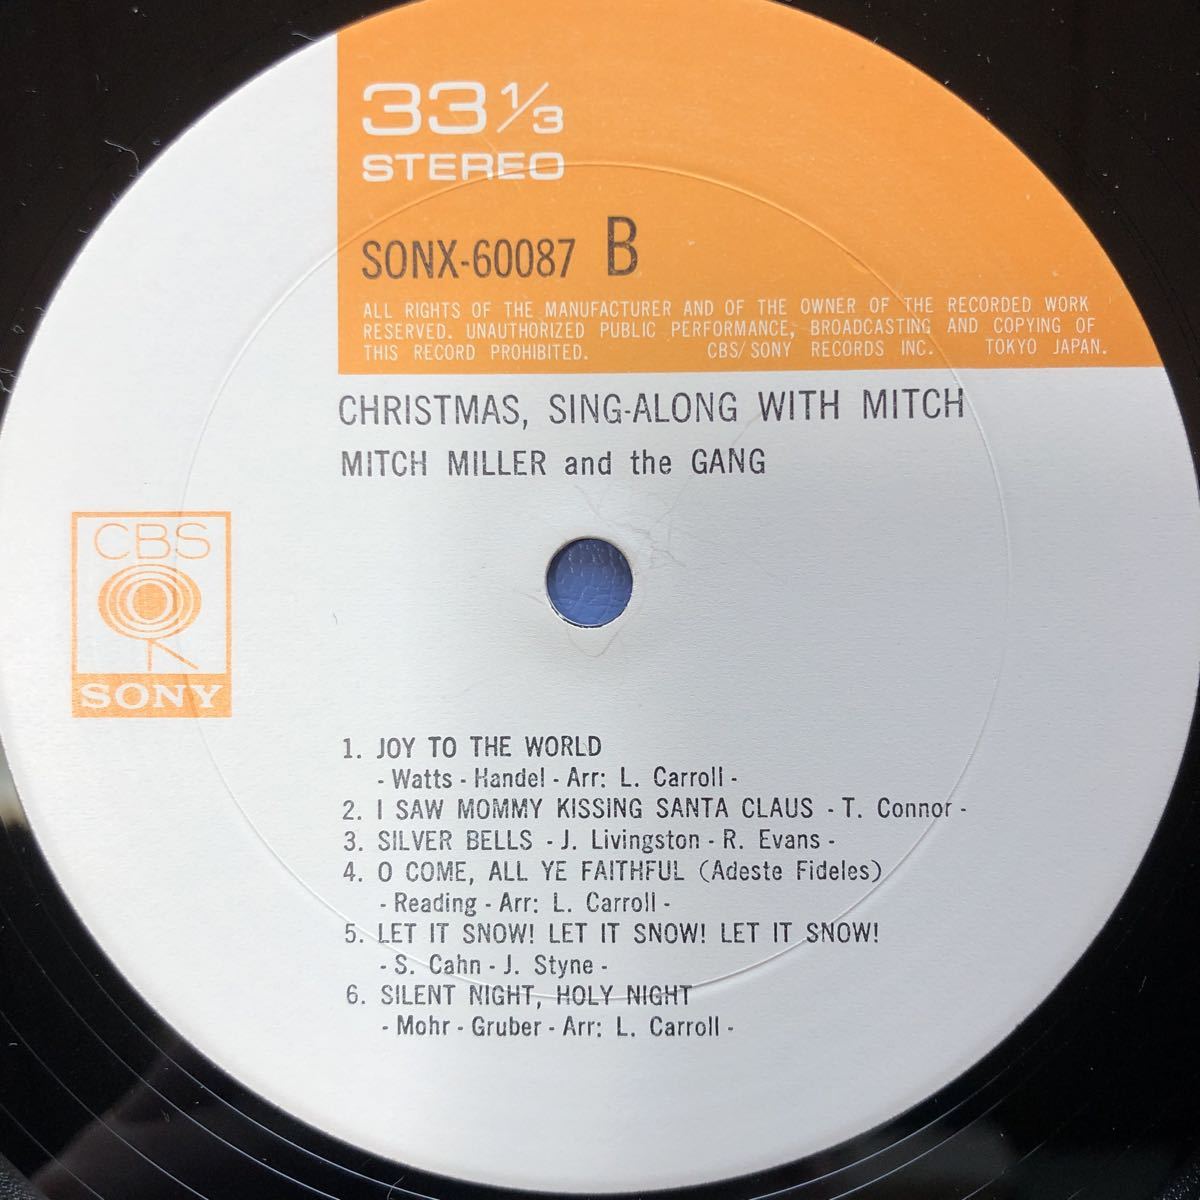 33 1/3
STEREO
SONX-60087 B
ALL RIGHTS OF THE MANUFACTURER AND OF THE OWNER OF THE RECORDED WORK
RESERVED. UNAUTHORIZED PUBLIC PERFORMANCE, BROADCASTING AND COPYING OF
THIS RECORD PROHIBITED. CBS/SONY RECORDS INC. TOKYO JAPAN.
CHRISTMAS, SING-ALONG WITH MITCH
MITCH MILLER and the GANG
CBS
SONY
1. JOY TO THE WORLD
- Watts - Handel - Arr: L. Carroll -
2. I SAW MOMMY KISSING SANTA CLAUS - T. Connor -
3. SILVER BELLS - J. Livingston - R. Evans -
4. O COME, ALL YE FAITHFUL (Adeste Fideles)
- Reading - Arr: L. Carroll -
5. LET IT SNOW! LET IT SNOW! LET IT SNOW!
- S. Cahn - J. Styne -
6. SILENT NIGHT, HOLY NIGHT
- Mohr - Gruber - Arr: L. Carroll -